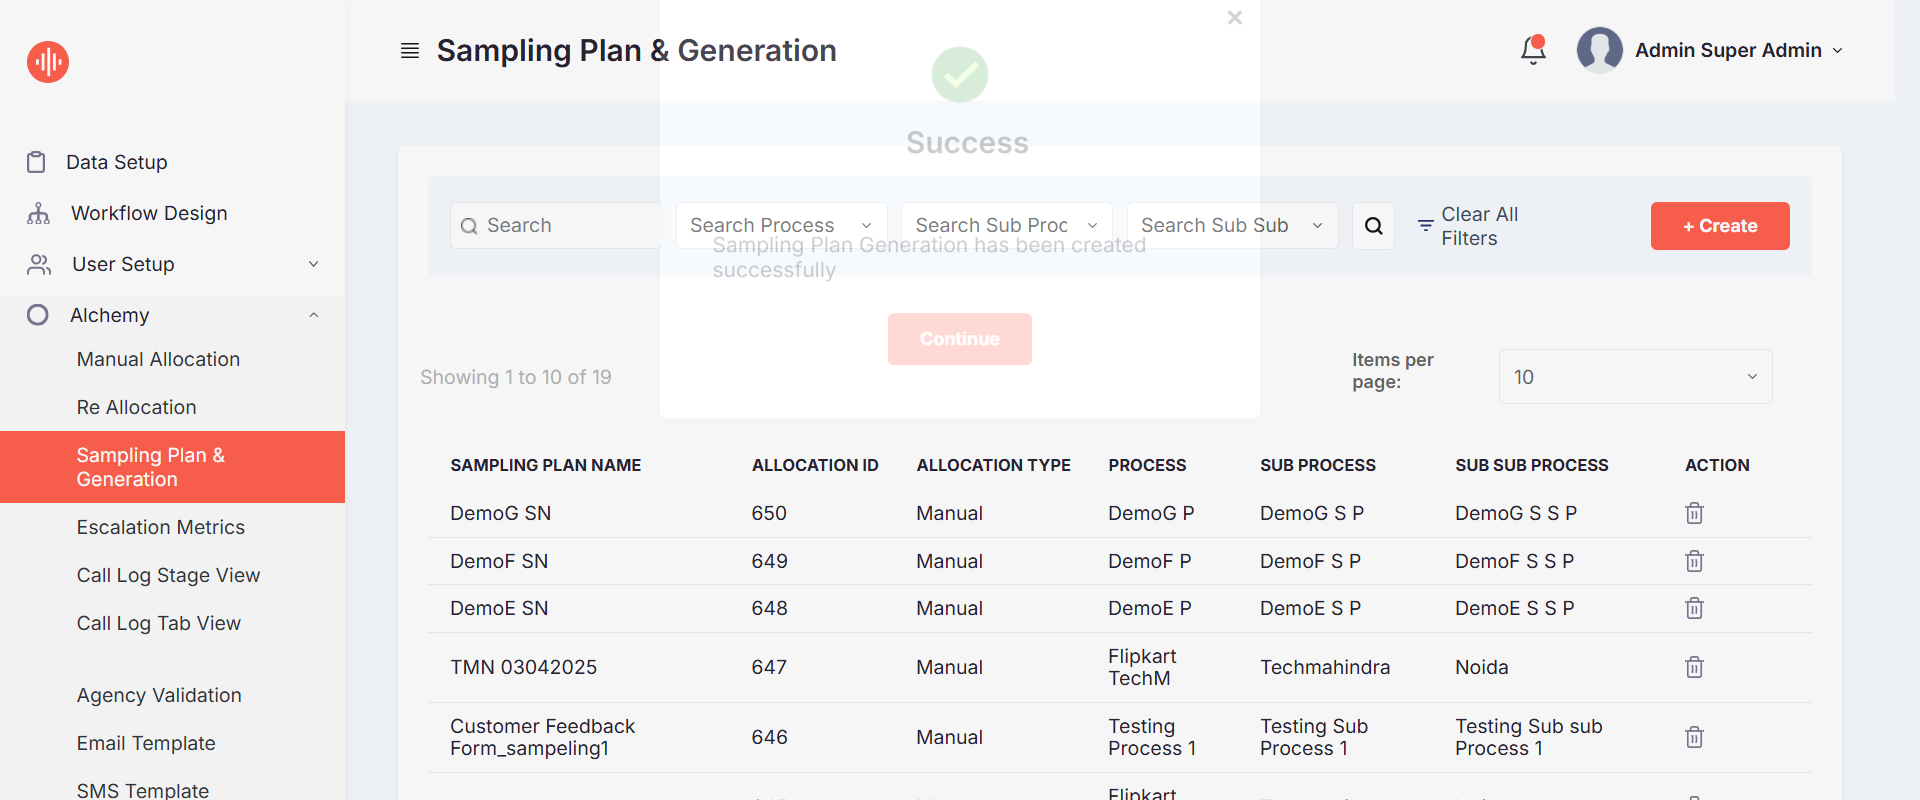 Sampling Plan & Generation
Admin Super Admin
Data Setup
Workflow Design
User Setup
Alchemy
Manual Allocation
Re Allocation
Sampling Plan &
Generation
Escalation Metrics
Call Log Stage View
Call Log Tab View
Agency Validation
Email Template
SMS Template
Success
Sampling Plan Generation has been created
successfully
Continue
Search
Search Process
Search Sub Proc
Search Sub Sub
Clear All
Filters
+ Create
Showing 1 to 10 of 19
Items per
page:
10
SAMPLING PLAN NAME ALLOCATION ID ALLOCATION TYPE PROCESS SUB PROCESS SUB SUB PROCESS ACTION
DemoG SN 650 Manual DemoG P DemoG S P DemoG S S P
DemoF SN 649 Manual DemoF P DemoF S P DemoF S S P
DemoE SN 648 Manual DemoE P DemoE S P DemoE S S P
TMN 03042025 647 Manual Flipkart
TechM Techmahindra Noida
Customer Feedback
Form_sampeling1 646 Manual Testing
Process 1 Testing Sub
Process 1 Testing Sub sub
Process 1
Flipkart